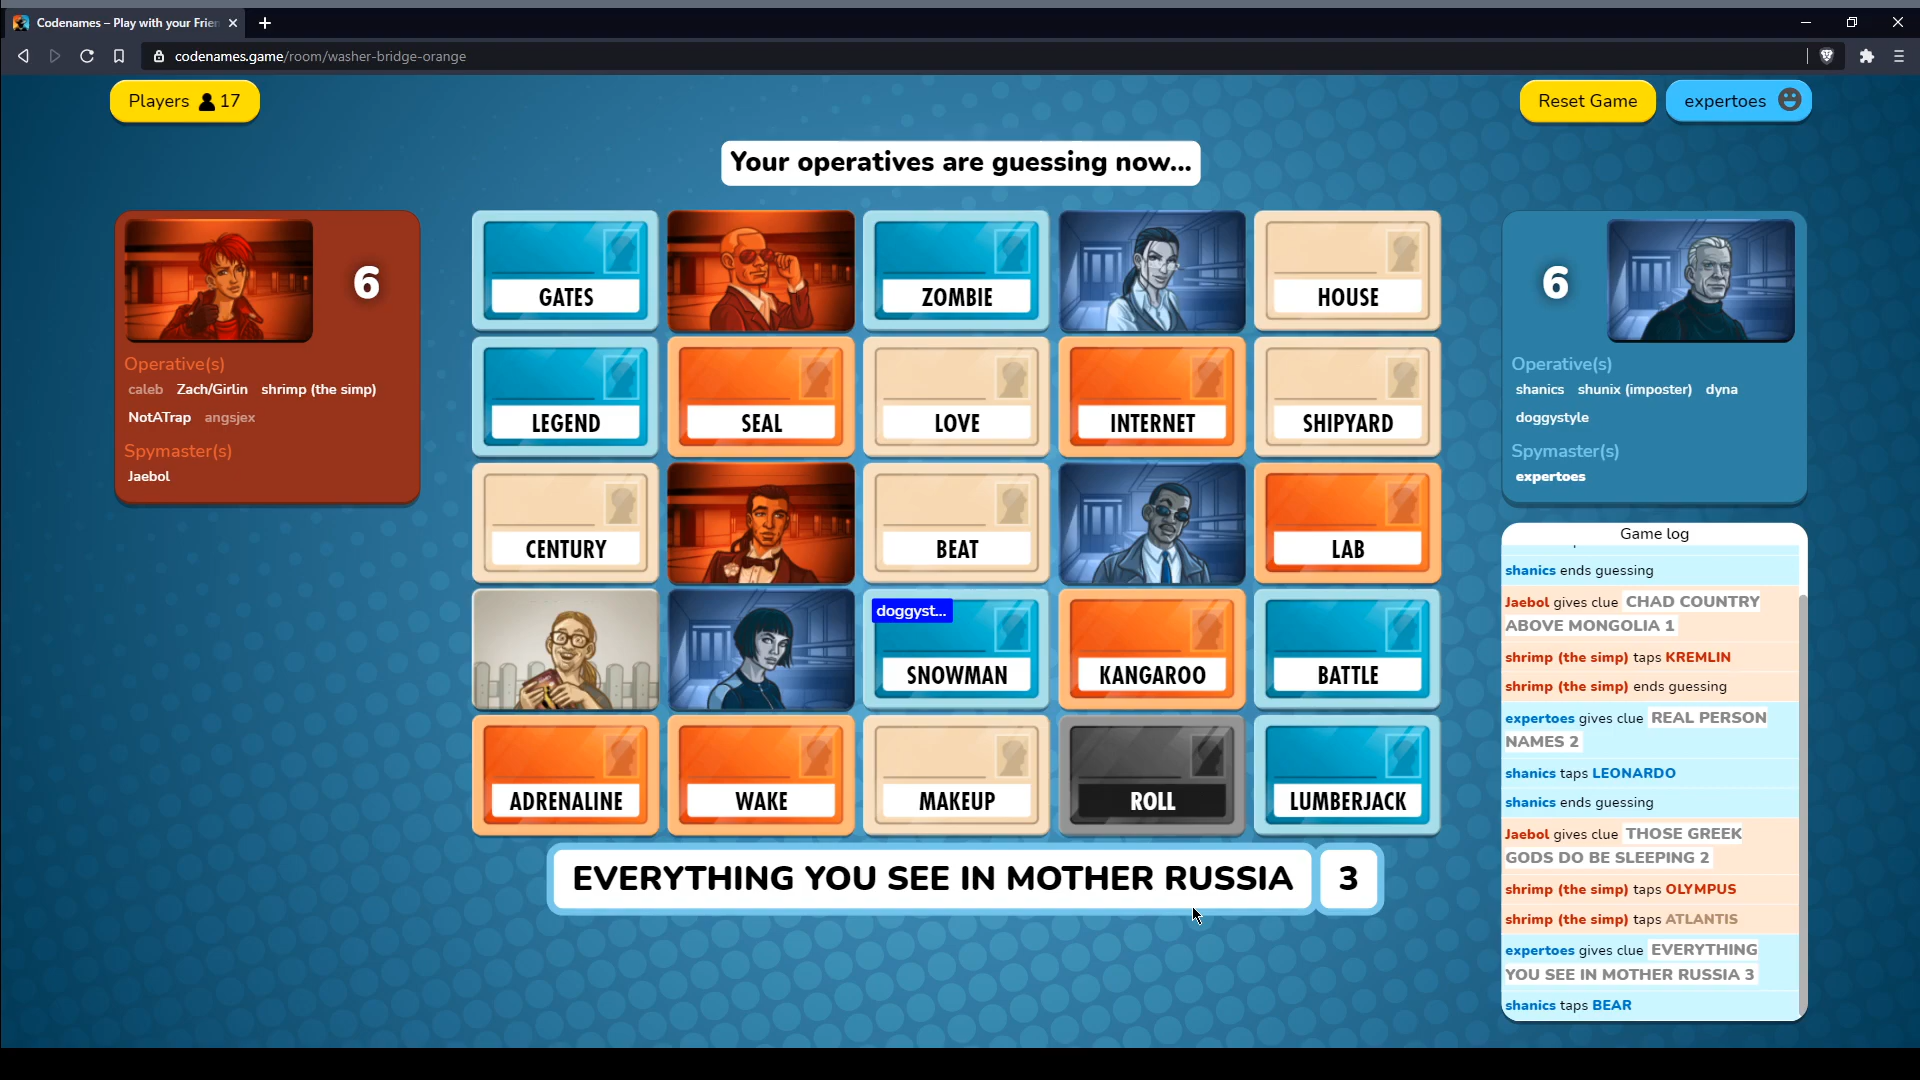 Codenames – Play with your Frien
codenames.game/room/washer-bridge-orange
Players 17
Reset Game
expertoes
Your operatives are guessing now...
6
Operative(s)
caleb Zach/Girlin shrimp (the simp)
NotATrap angsjex
Spymaster(s)
Jaebol
GATES
ZOMBIE
HOUSE
LEGEND
SEAL
LOVE
INTERNET
SHIPYARD
CENTURY
BEAT
LAB
doggyst...
SNOWMAN
KANGAROO
BATTLE
ADRENALINE
WAKE
MAKEUP
ROLL
LUMBERJACK
EVERYTHING YOU SEE IN MOTHER RUSSIA 3
6
Operative(s)
shanics shunix (imposter) dyna
doggystyle
Spymaster(s)
expertoes
Game log
shanics ends guessing
Jaebol gives clue CHAD COUNTRY
ABOVE MONGOLIA 1
shrimp (the simp) taps KREMLIN
shrimp (the simp) ends guessing
expertoes gives clue REAL PERSON
NAMES 2
shanics taps LEONARDO
shanics ends guessing
Jaebol gives clue THOSE GREEK
GODS DO BE SLEEPING 2
shrimp (the simp) taps OLYMPUS
shrimp (the simp) taps ATLANTIS
expertoes gives clue EVERYTHING
YOU SEE IN MOTHER RUSSIA 3
shanics taps BEAR